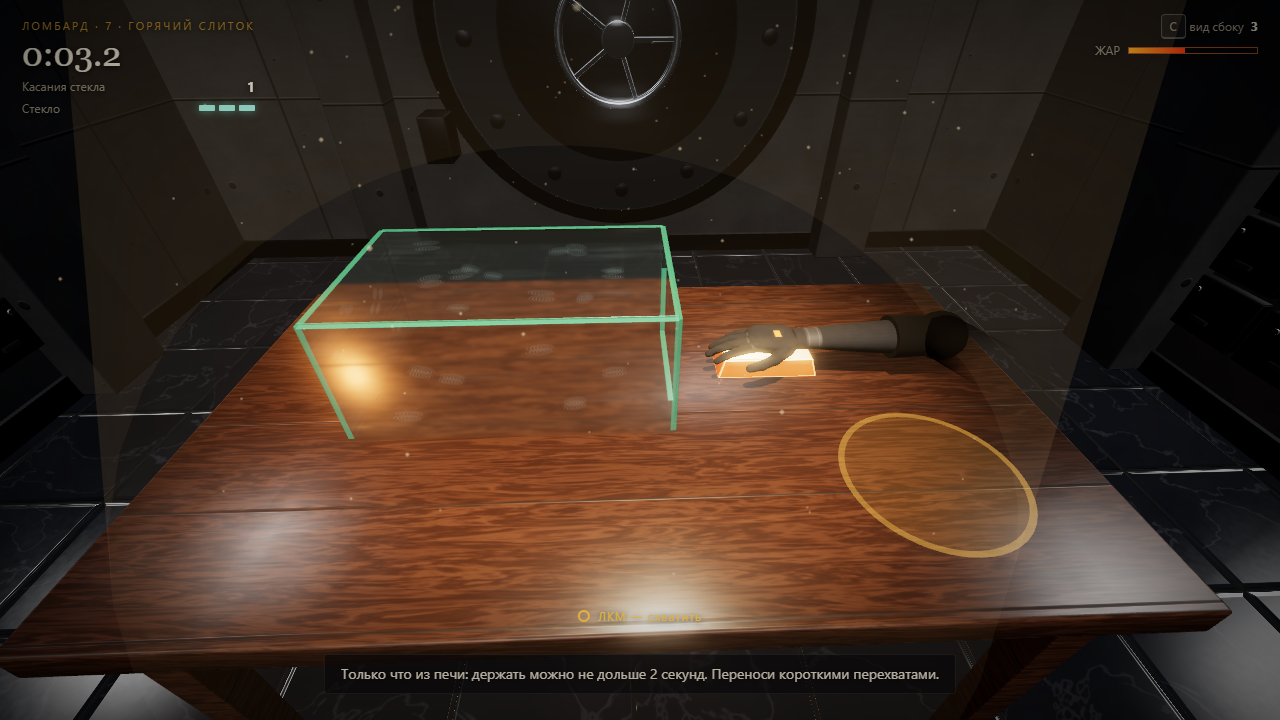 ЛОМБАРД · 7 · ГОРЯЧИЙ СЛИТОК
0:03.2
Касания стекла 1
Стекло
C вид сбоку 3
ЖАР
ЛКМ — схватить
Только что из печи: держать можно не дольше 2 секунд. Переноси короткими перехватами.